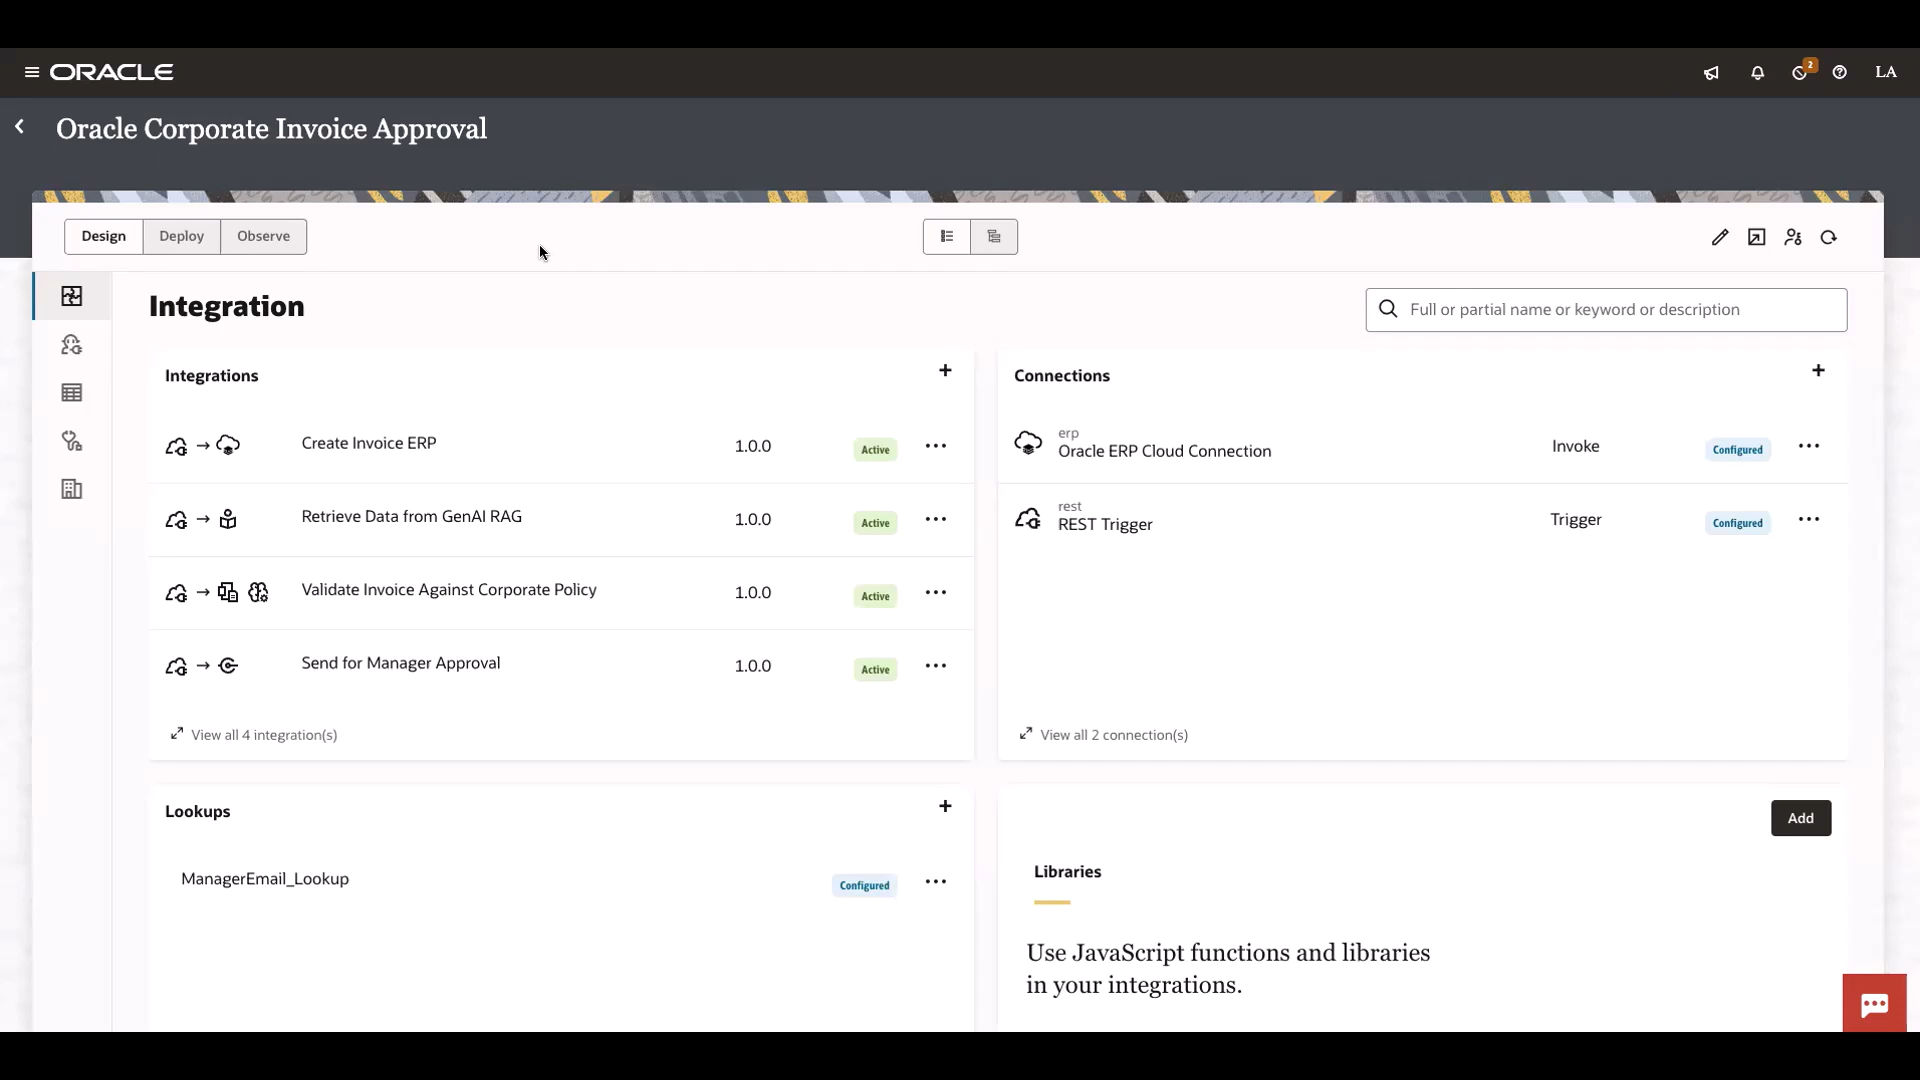 ORACLE
2
LA
Oracle Corporate Invoice Approval
Design Deploy Observe
Integration
Full or partial name or keyword or description
Integrations
Create Invoice ERP 1.0.0 Active
Retrieve Data from GenAI RAG 1.0.0 Active
Validate Invoice Against Corporate Policy 1.0.0 Active
Send for Manager Approval 1.0.0 Active
View all 4 integration(s)
Connections
erp
Oracle ERP Cloud Connection Invoke Configured
rest
REST Trigger Trigger Configured
View all 2 connection(s)
Lookups
ManagerEmail_Lookup Configured
Add
Libraries
Use JavaScript functions and libraries
in your integrations.